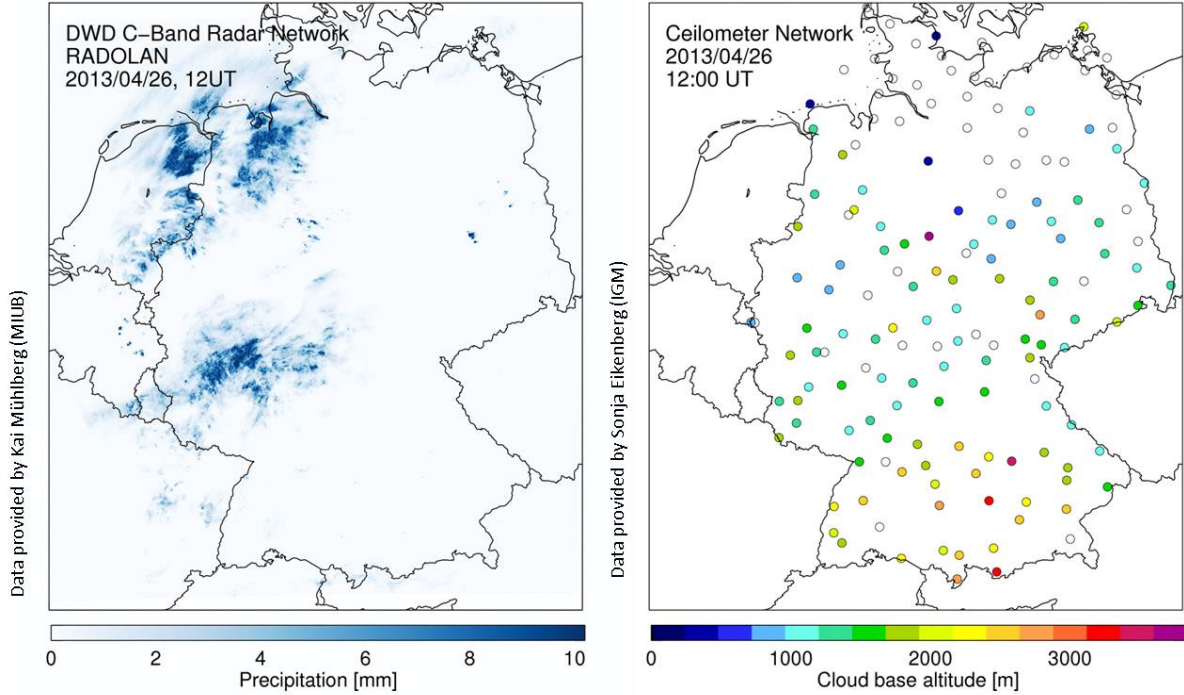 DWD C-Band Radar Network
RADOLAN
2013/04/26, 12UT
Data provided by Kai Mühlberg (MIUB)
0 2 4 6 8 10
Precipitation [mm]
Ceilometer Network
2013/04/26
12:00 UT
Data provided by Sonja Eikenberg (IGM)
0 1000 2000 3000
Cloud base altitude [m]